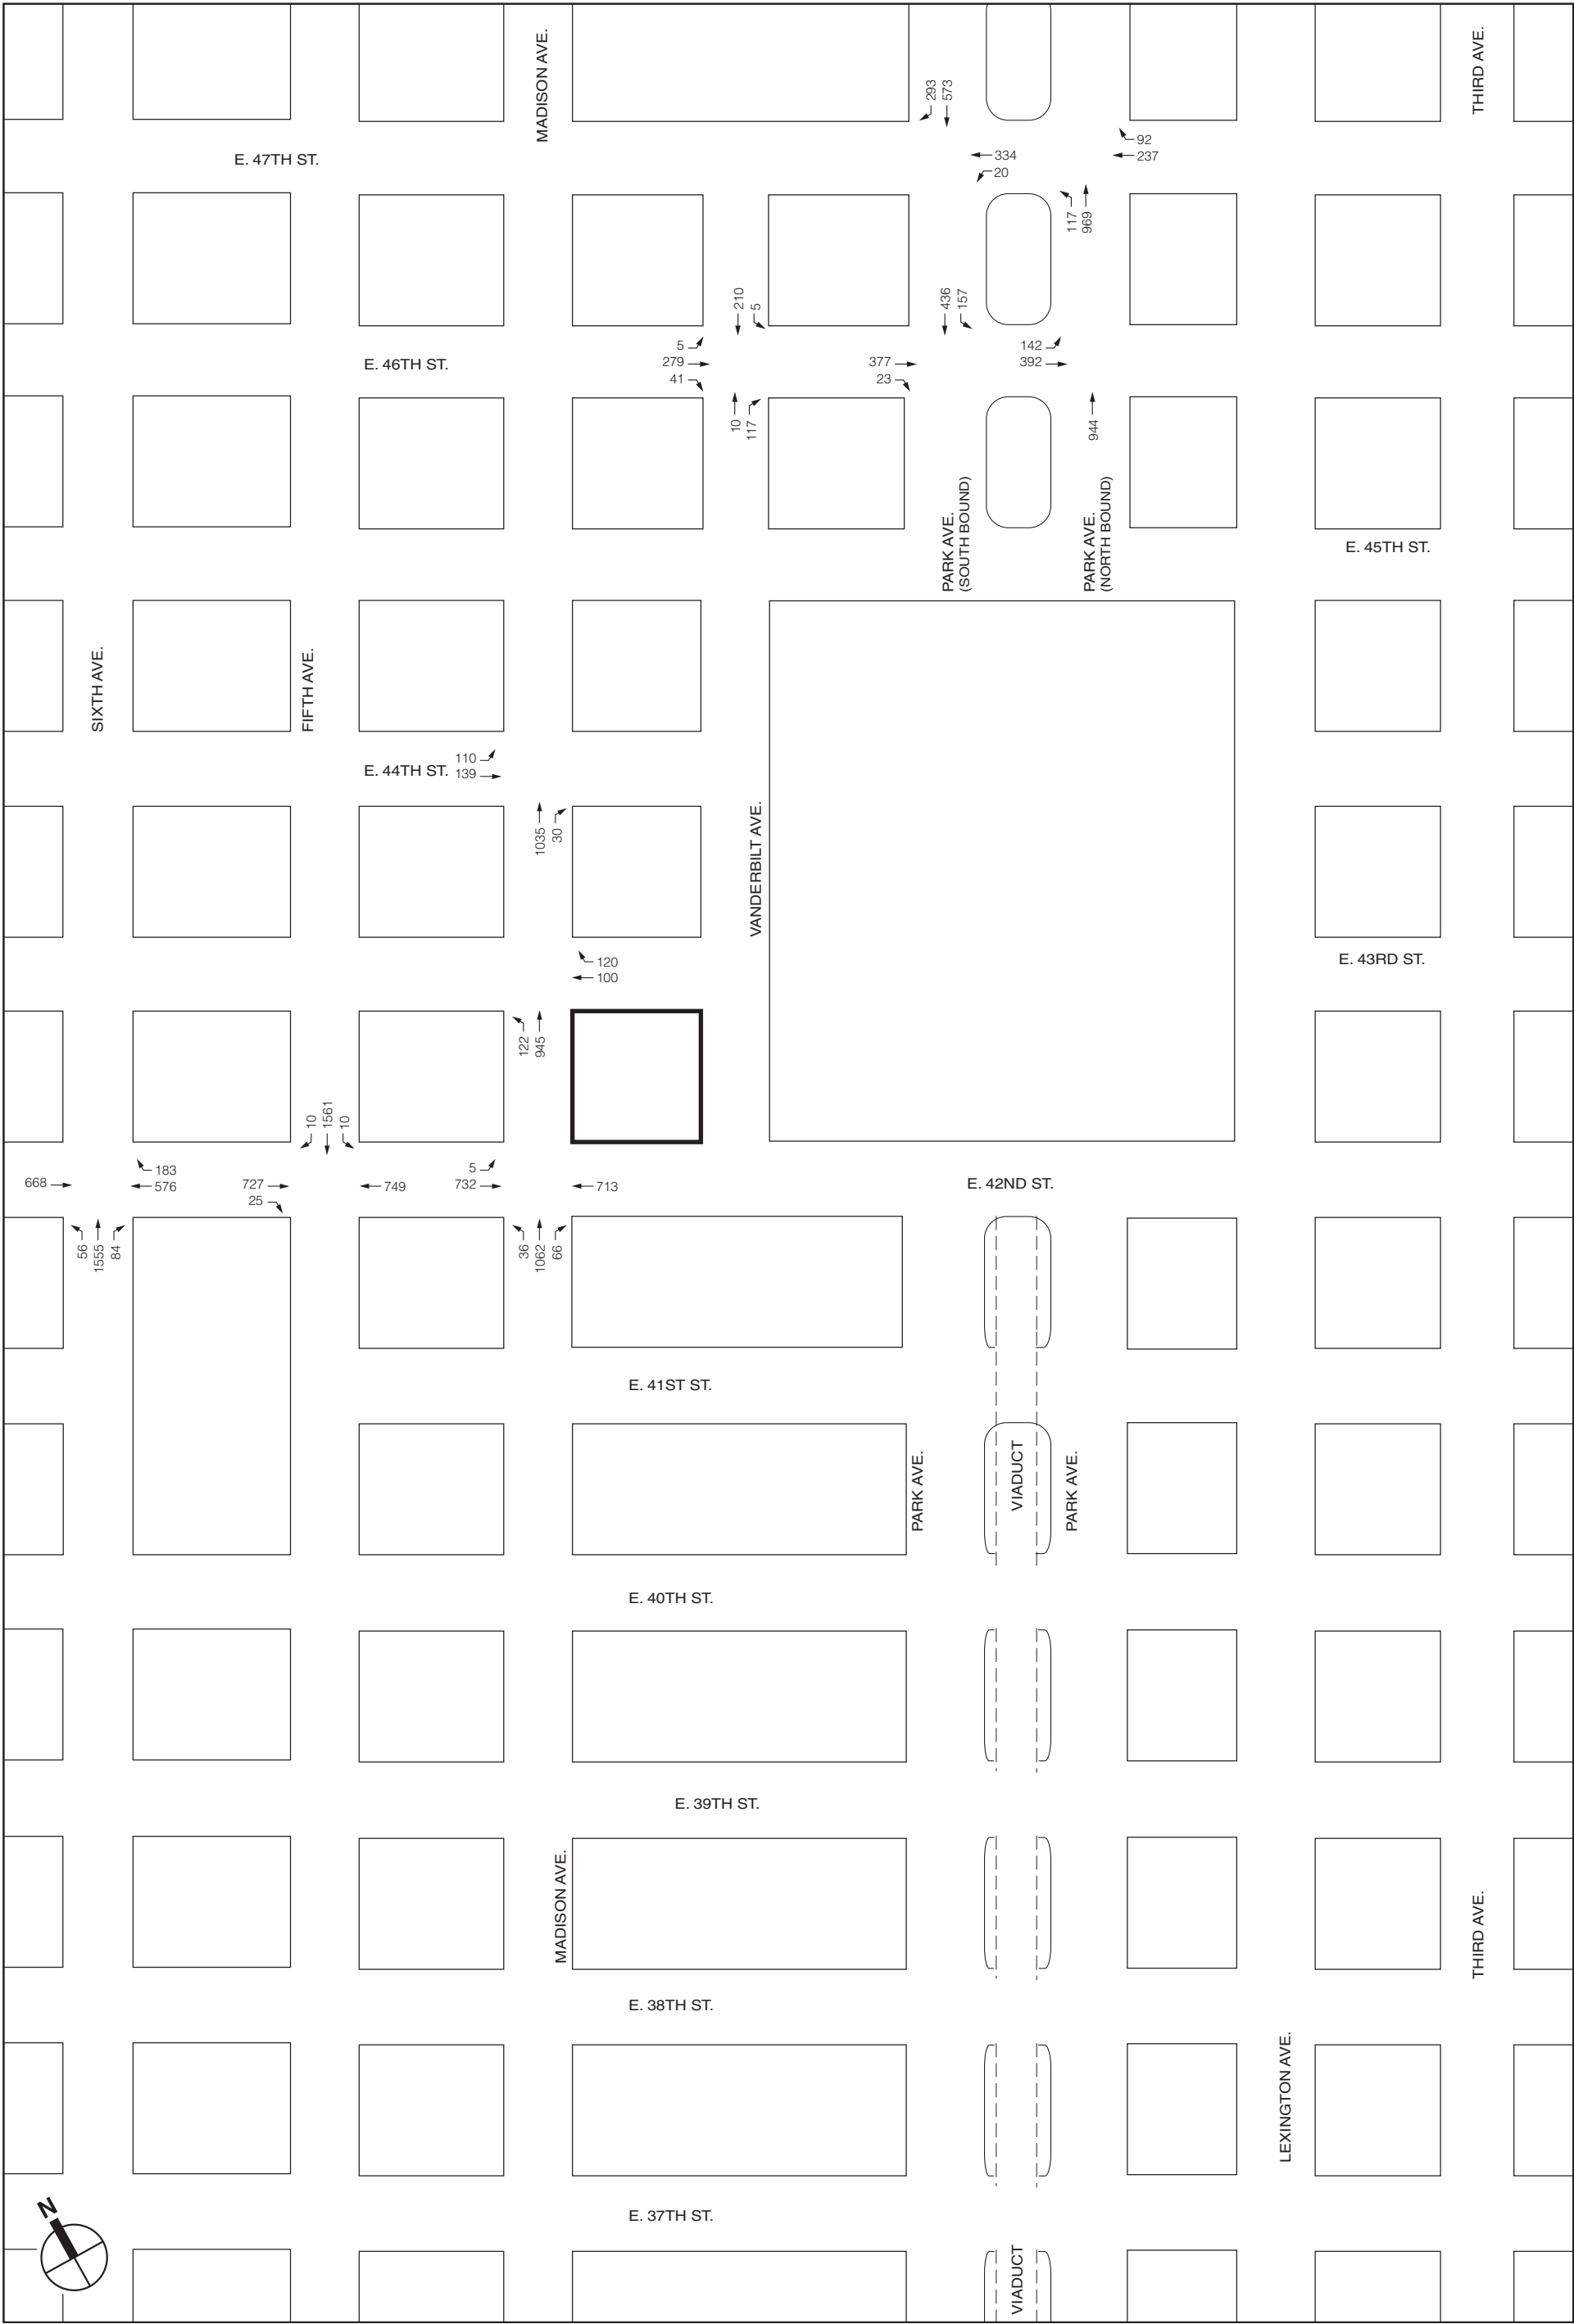 MADISON AVE.
THIRD AVE.
293
573
92
237
E. 47TH ST.
334
20
117
969
210
5
436
157
5
279
41
377
23
142
392
E. 46TH ST.
10
117
944
PARK AVE.
(SOUTH BOUND)
PARK AVE.
(NORTH BOUND)
E. 45TH ST.
SIXTH AVE.
FIFTH AVE.
110
139
E. 44TH ST.
1035
30
VANDERBILT AVE.
120
100
E. 43RD ST.
122
945
10
1561
10
668
183
576
727
25
749
5
732
713
E. 42ND ST.
56
1555
84
36
1062
66
E. 41ST ST.
PARK AVE.
VIADUCT
PARK AVE.
E. 40TH ST.
E. 39TH ST.
MADISON AVE.
THIRD AVE.
E. 38TH ST.
LEXINGTON AVE.
N
E. 37TH ST.
VIADUCT